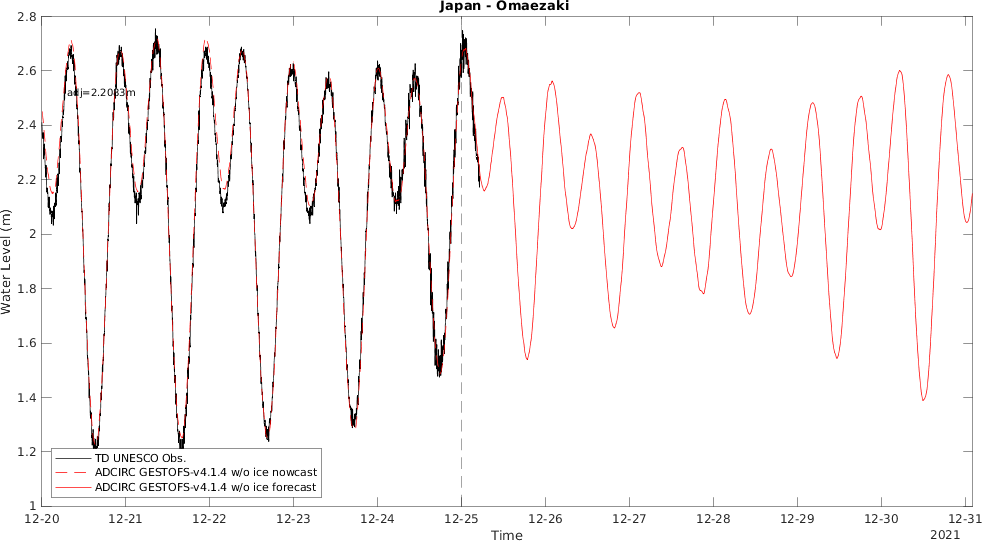 Japan - Omaezaki
2.8
2.6
2.4
2.2
2
1.8
1.6
1.4
1.2
1
Water Level (m)
adj=2.2083m
TD UNESCO Obs.
ADCIRC GESTOFS-v4.1.4 w/o ice nowcast
ADCIRC GESTOFS-v4.1.4 w/o ice forecast
12-20 12-21 12-22 12-23 12-24 12-25 12-26 12-27 12-28 12-29 12-30 12-31
Time
2021